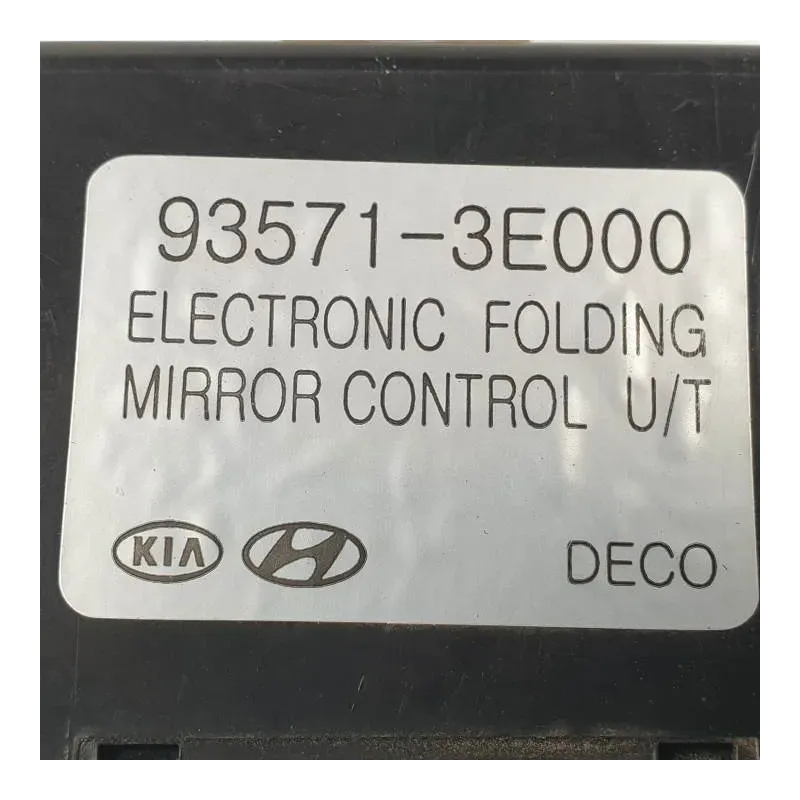 93571-3E000
ELECTRONIC FOLDING
MIRROR CONTROL U/T
KIA DECO